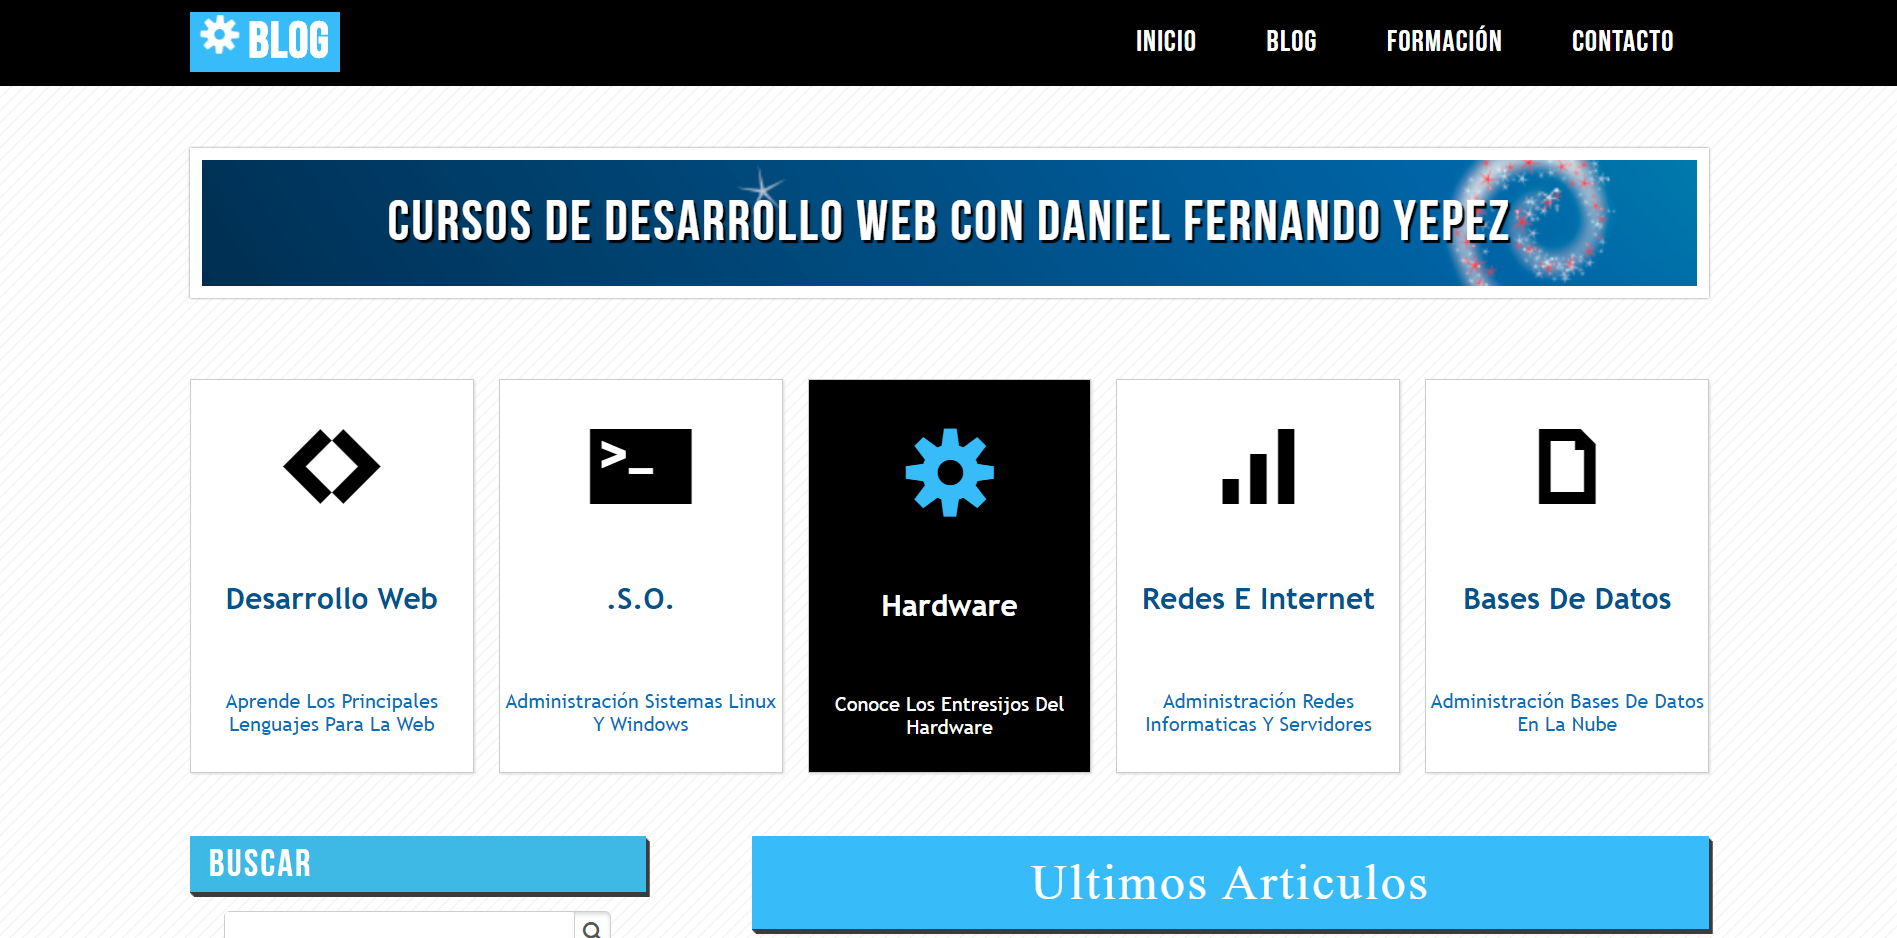 BLOG
INICIO BLOG FORMACIÓN CONTACTO
CURSOS DE DESARROLLO WEB CON DANIEL FERNANDO YEPEZ
>_
Desarrollo Web
Aprende Los Principales
Lenguajes Para La Web
.S.O.
Administración Sistemas Linux
Y Windows
Hardware
Conoce Los Entresijos Del
Hardware
Redes E Internet
Administración Redes
Informaticas Y Servidores
Bases De Datos
Administración Bases De Datos
En La Nube
BUSCAR
Ultimos Articulos